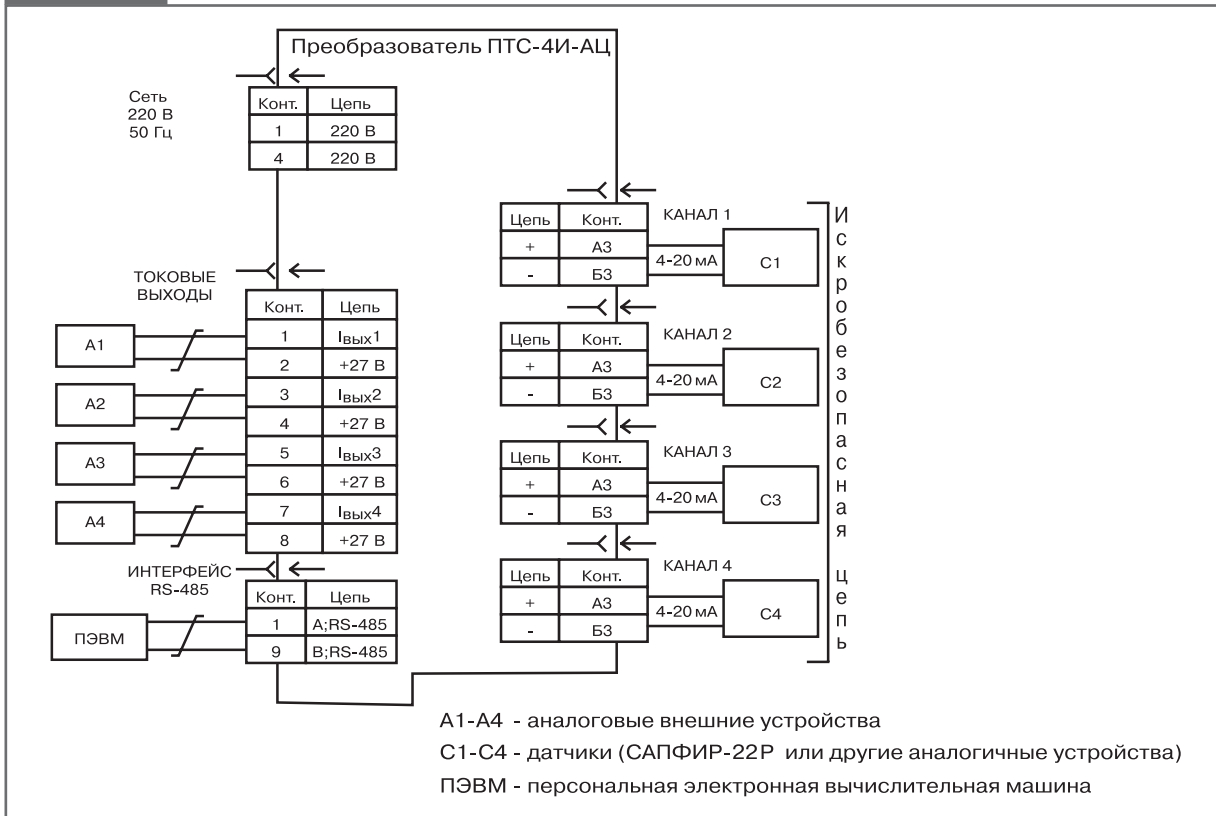 Преобразователь ПТС-4И-АЦ
Сеть
220 В
50 Гц
Конт. Цепь
1 220 В
4 220 В
ТОКОВЫЕ
ВЫХОДЫ
Конт. Цепь
А1
1 Iвых1
2 +27 В
А2
3 Iвых2
4 +27 В
А3
5 Iвых3
6 +27 В
А4
7 Iвых4
8 +27 В
ИНТЕРФЕЙС
RS-485
Конт. Цепь
ПЭВМ
1 A;RS-485
9 B;RS-485
КАНАЛ 1
Цепь Конт.
+ А3
- Б3
4-20 мА
С1
КАНАЛ 2
Цепь Конт.
+ А3
- Б3
4-20 мА
С2
КАНАЛ 3
Цепь Конт.
+ А3
- Б3
4-20 мА
С3
КАНАЛ 4
Цепь Конт.
+ А3
- Б3
4-20 мА
С4
Искробезопасная цепь
А1-А4 - аналоговые внешние устройства
С1-С4 - датчики (САПФИР-22Р или другие аналогичные устройства)
ПЭВМ - персональная электронная вычислительная машина